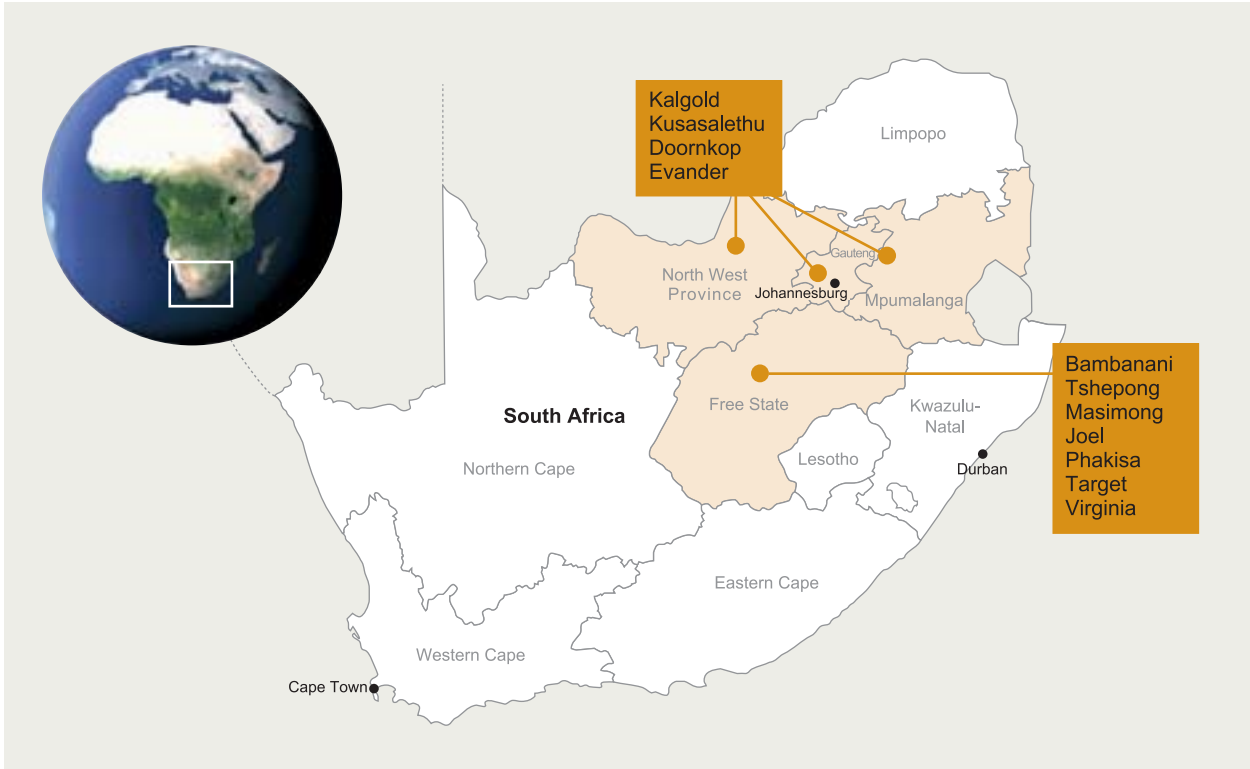 Kalgold
Kusasalethu
Doornkop
Evander
Limpopo
Gauteng
North West
Province
Johannesburg
Mpumalanga
Bambanani
Tshepong
Masimong
Joel
Phakisa
Target
Virginia
Free State
Kwazulu-
Natal
South Africa
Northern Cape
Lesotho
Durban
Eastern Cape
Western Cape
Cape Town